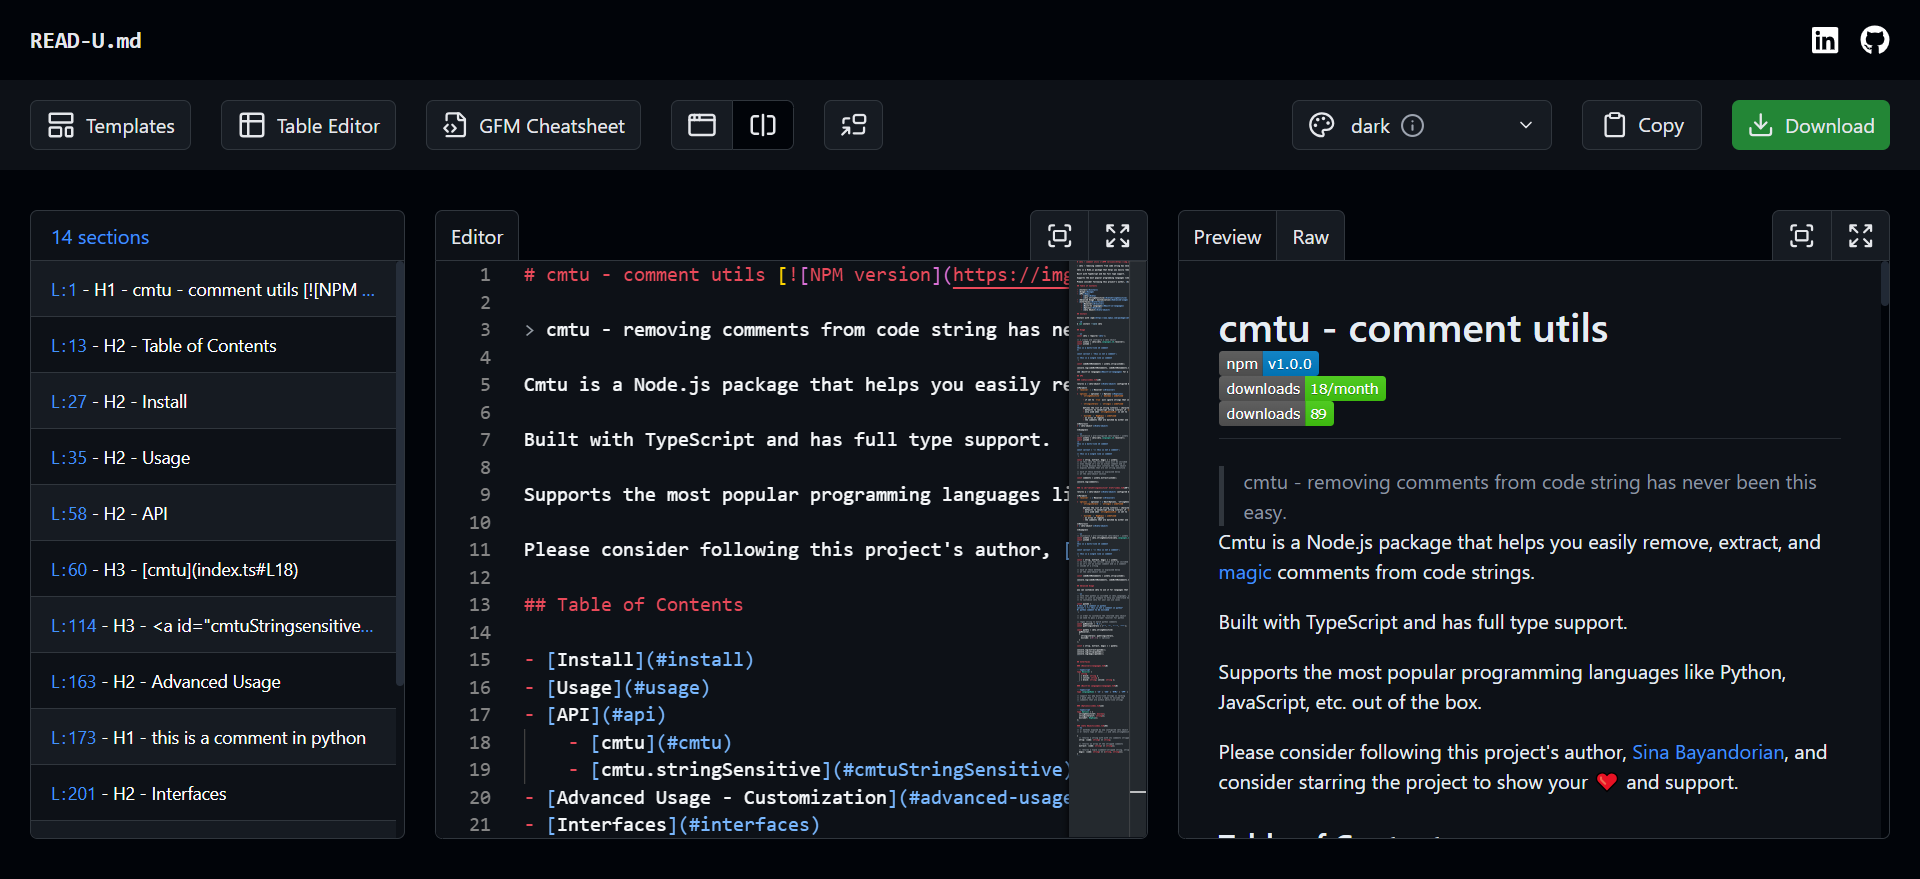 READ-U.md
Templates
Table Editor
GFM Cheatsheet
dark
Copy
Download
14 sections
L:1 - H1 - cmtu - comment utils [![NPM ...
L:13 - H2 - Table of Contents
L:27 - H2 - Install
L:35 - H2 - Usage
L:58 - H2 - API
L:60 - H3 - [cmtu](index.ts#L18)
L:114 - H3 - <a id="cmtuStringsensitive...
L:163 - H2 - Advanced Usage
L:173 - H1 - this is a comment in python
L:201 - H2 - Interfaces
Editor
1 # cmtu - comment utils [![NPM version](https://img
2
3 > cmtu - removing comments from code string has ne
4
5 Cmtu is a Node.js package that helps you easily re
6
7 Built with TypeScript and has full type support.
8
9 Supports the most popular programming languages li
10
11 Please consider following this project's author, [
12
13 ## Table of Contents
14
15 - [Install](#install)
16 - [Usage](#usage)
17 - [API](#api)
18 - [cmtu](#cmtu)
19 - [cmtu.stringSensitive](#cmtuStringSensitive)
20 - [Advanced Usage - Customization](#advanced-usage
21 - [Interfaces](#interfaces)
Preview
Raw
cmtu - comment utils
npm v1.0.0
downloads 18/month
downloads 89
cmtu - removing comments from code string has never been this
easy.
Cmtu is a Node.js package that helps you easily remove, extract, and
magic comments from code strings.
Built with TypeScript and has full type support.
Supports the most popular programming languages like Python,
JavaScript, etc. out of the box.
Please consider following this project's author, Sina Bayandorian, and
consider starring the project to show your ❤️ and support.
Table of Contents